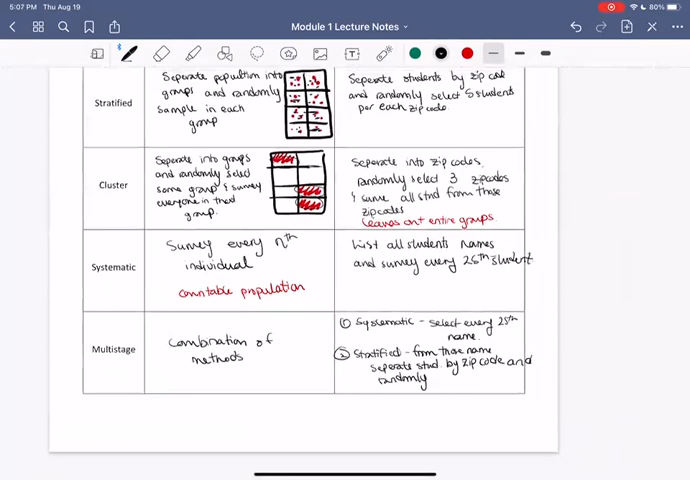 5:07 PM Thu Aug 19
80%
Module 1 Lecture Notes
Stratified
Seperate population into
groups and randomly
sample in each
group
Seperate students by zip code
and randomly select 5 students
per each zip code.
Cluster
Seperate into groups
and randomly select
some group & survey
everyone in that
group.
Seperate into zip codes.
randomly select 3 zipcodes
& all stud from those
zipcodes
leaves out entire groups
Systematic
Survey every nth
individual
countable population
List all students names
and survey every 25th student
Multistage
Combination of
methods
① Systematic - select every 25th
name.
② Stratified - from those name
seperate stud. by zip code and
randomly